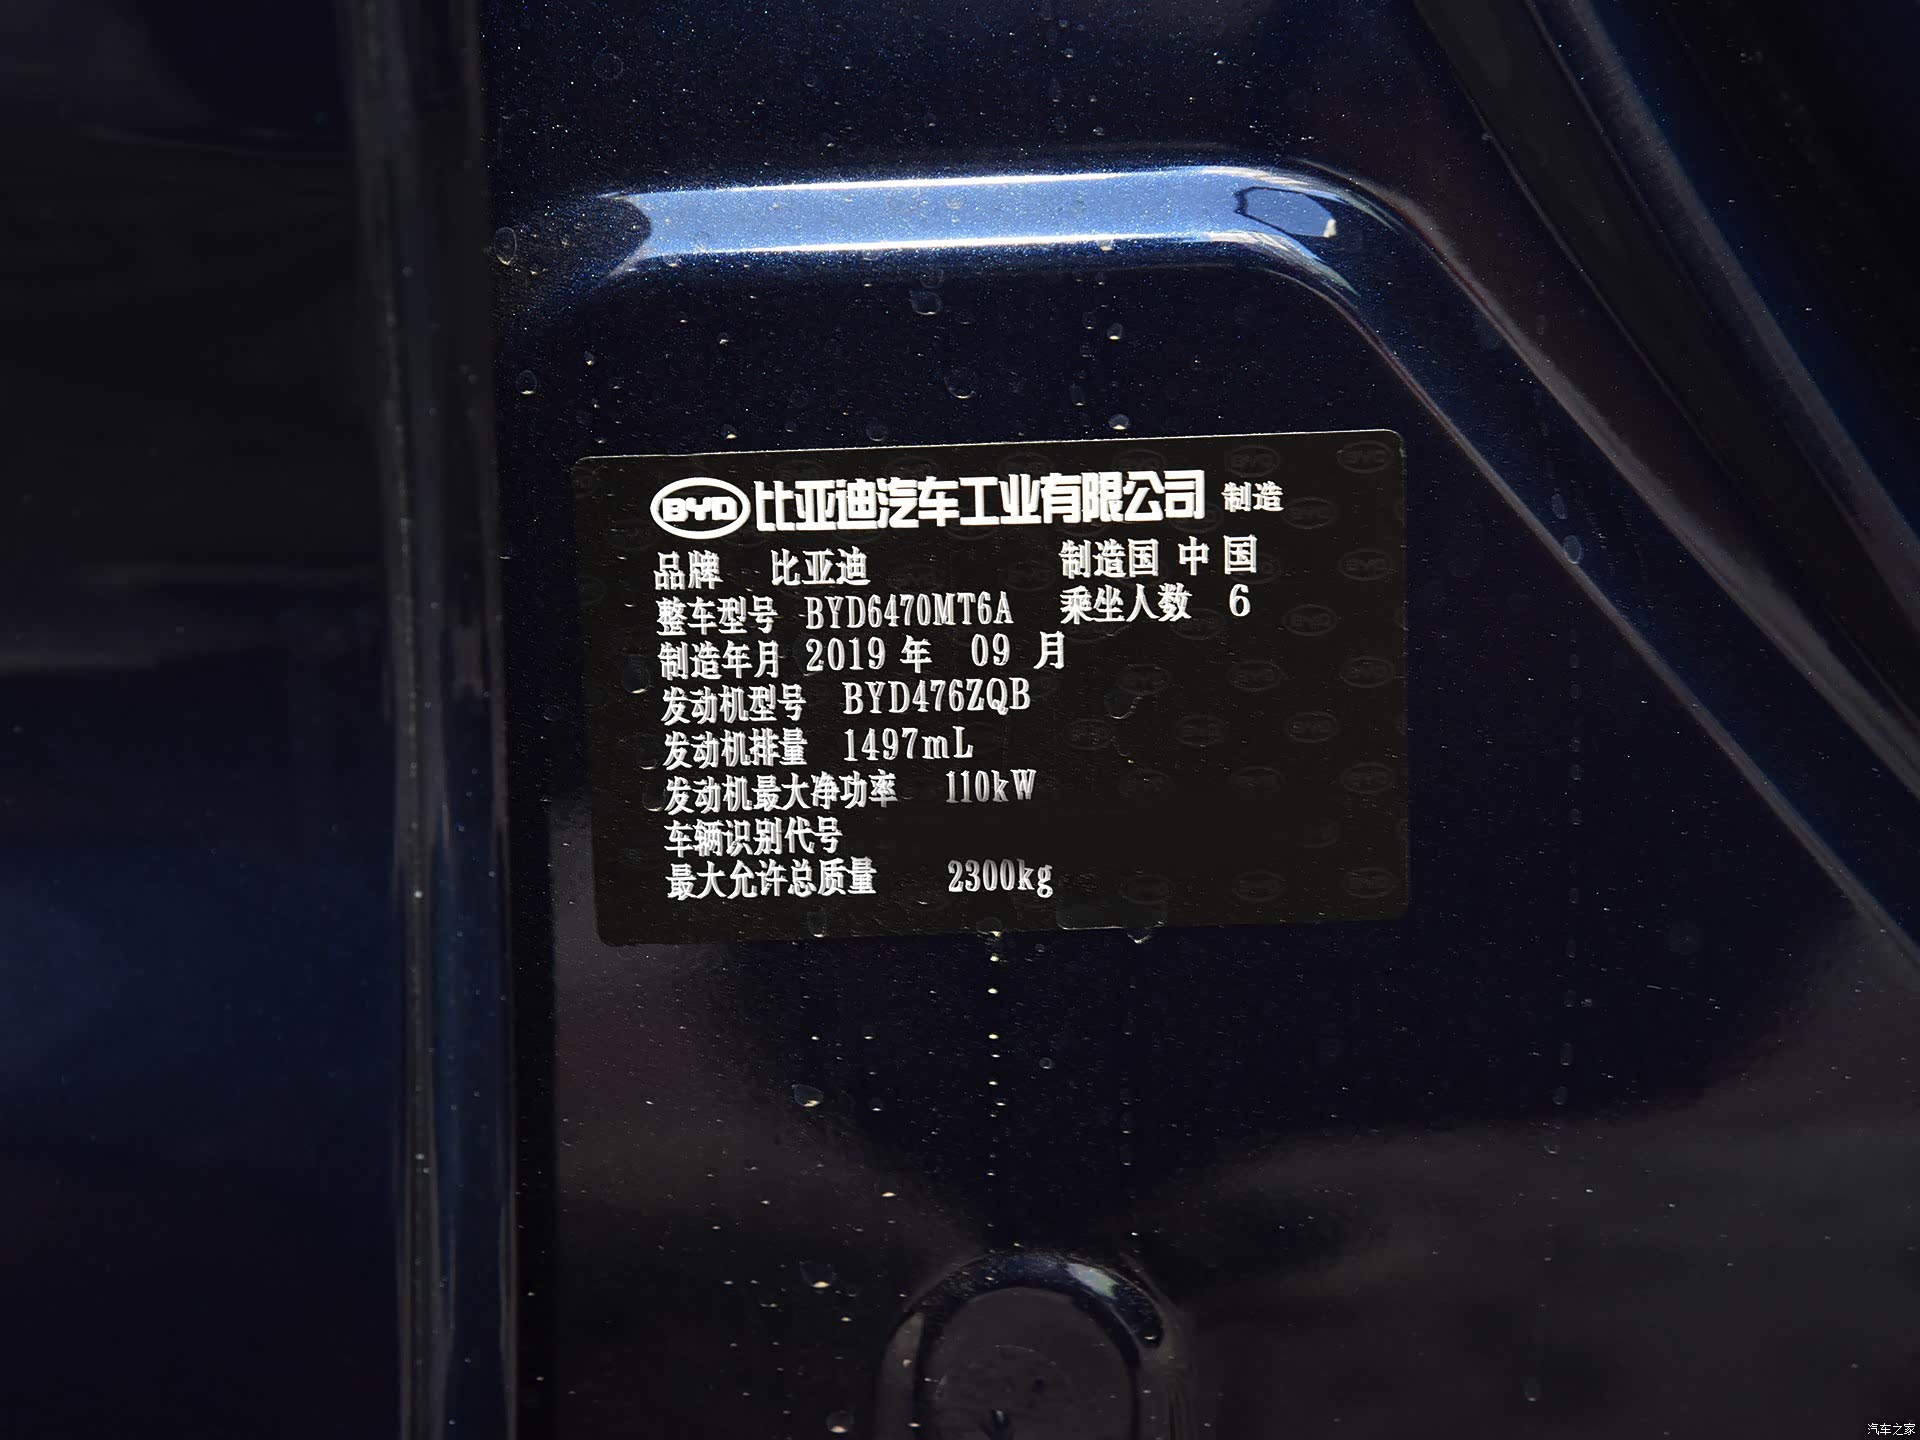 BYD 比亚迪汽车工业有限公司 制造
品牌 比亚迪 制造国 中国
整车型号 BYD6470MT6A 乘坐人数 6
制造年月 2019 年 09 月
发动机型号 BYD476ZQB
发动机排量 1497mL
发动机最大净功率 110kW
车辆识别代号
最大允许总质量 2300kg
汽车之家